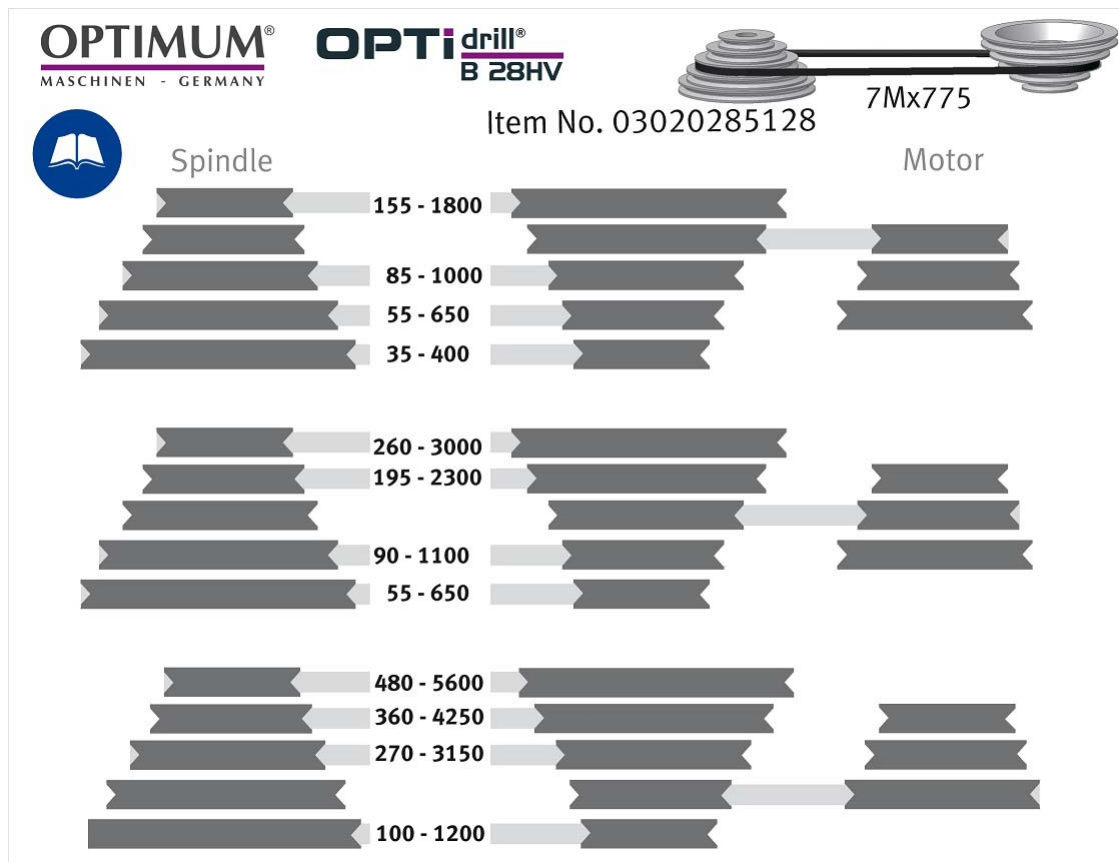 OPTIMUM®
MASCHINEN - GERMANY
OPTi drill®
B 28HV
7Mx775
Item No. 03020285128
Spindle
Motor
155 - 1800
85 - 1000
55 - 650
35 - 400
260 - 3000
195 - 2300
90 - 1100
55 - 650
480 - 5600
360 - 4250
270 - 3150
100 - 1200